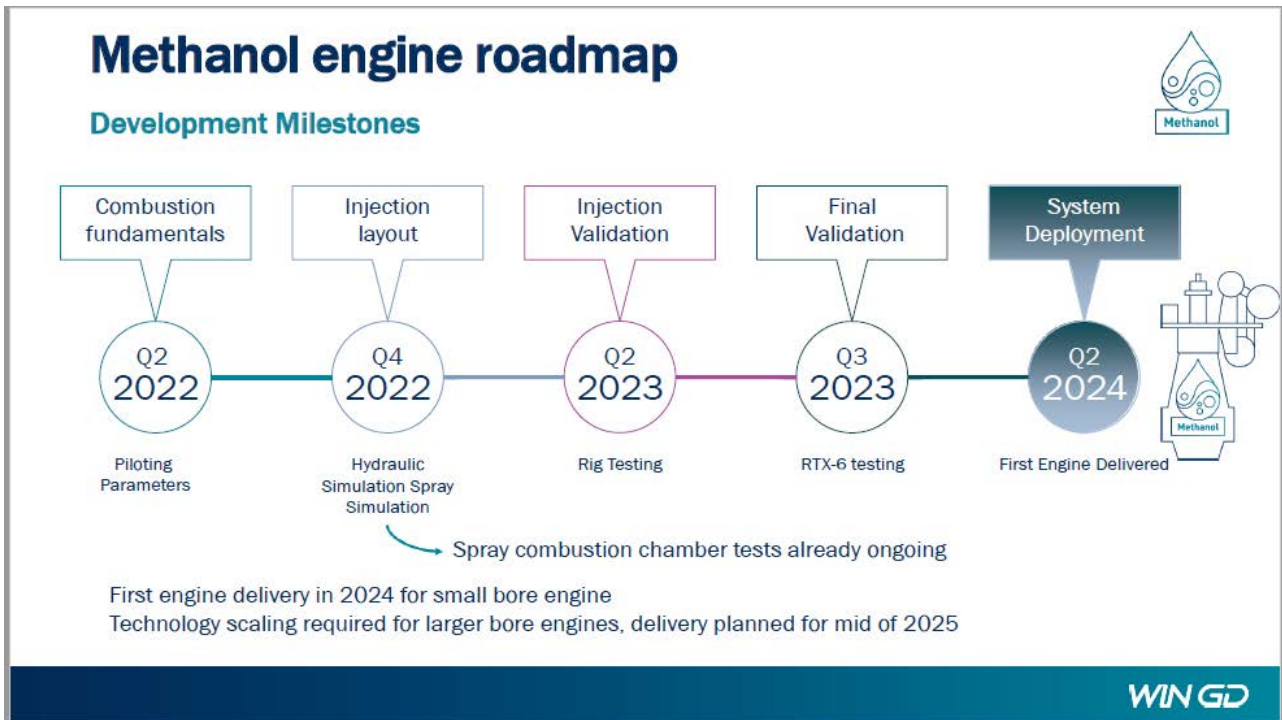 Methanol engine roadmap
Development Milestones
Methanol
Combustion
fundamentals
Injection
layout
Injection
Validation
Final
Validation
System
Deployment
Q2
2022
Q4
2022
Q2
2023
Q3
2023
Q2
2024
Methanol
Piloting
Parameters
Hydraulic
Simulation Spray
Simulation
Rig Testing
RTX-6 testing
First Engine Delivered
Spray combustion chamber tests already ongoing
First engine delivery in 2024 for small bore engine
Technology scaling required for larger bore engines, delivery planned for mid of 2025
WIN GD